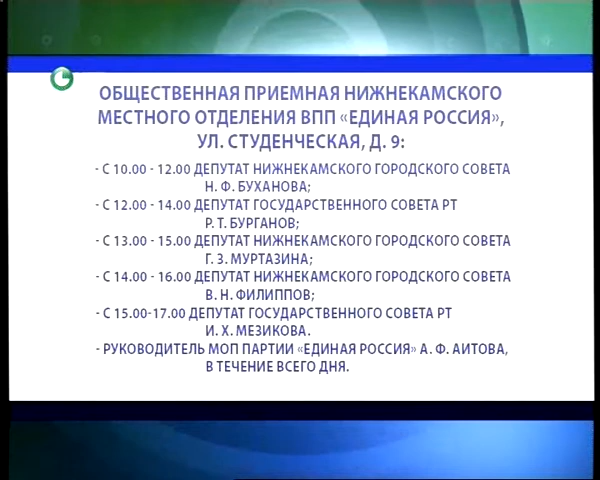 ОБЩЕСТВЕННАЯ ПРИЕМНАЯ НИЖНЕКАМСКОГО
МЕСТНОГО ОТДЕЛЕНИЯ ВПП «ЕДИНАЯ РОССИЯ»,
УЛ. СТУДЕНЧЕСКАЯ, Д. 9:
- С 10.00 - 12.00 ДЕПУТАТ НИЖНЕКАМСКОГО ГОРОДСКОГО СОВЕТА
Н. Ф. БУХАНОВА;
- С 12.00 - 14.00 ДЕПУТАТ ГОСУДАРСТВЕННОГО СОВЕТА РТ
Р. Т. БУРГАНОВ;
- С 13.00 - 15.00 ДЕПУТАТ НИЖНЕКАМСКОГО ГОРОДСКОГО СОВЕТА
Г. З. МУРТАЗИНА;
- С 14.00 - 16.00 ДЕПУТАТ НИЖНЕКАМСКОГО ГОРОДСКОГО СОВЕТА
В. Н. ФИЛИППОВ;
- С 15.00-17.00 ДЕПУТАТ ГОСУДАРСТВЕННОГО СОВЕТА РТ
И. Х. МЕЗИКОВА.
- РУКОВОДИТЕЛЬ МОП ПАРТИИ «ЕДИНАЯ РОССИЯ» А. Ф. АИТОВА,
В ТЕЧЕНИЕ ВСЕГО ДНЯ.